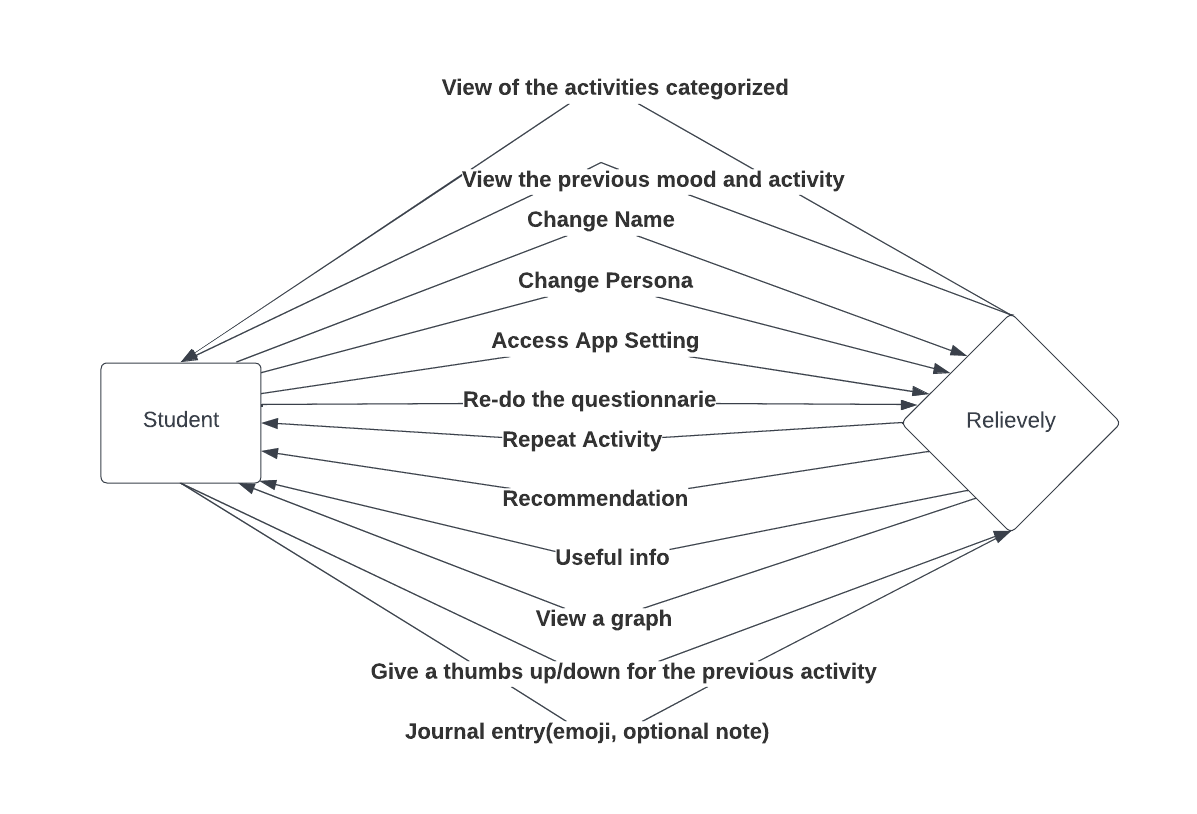 View of the activities categorized
View the previous mood and activity
Change Name
Change Persona
Access App Setting
Re-do the questionnarie
Student
Relievely
Repeat Activity
Recommendation
Useful info
View a graph
Give a thumbs up/down for the previous activity
Journal entry(emoji, optional note)